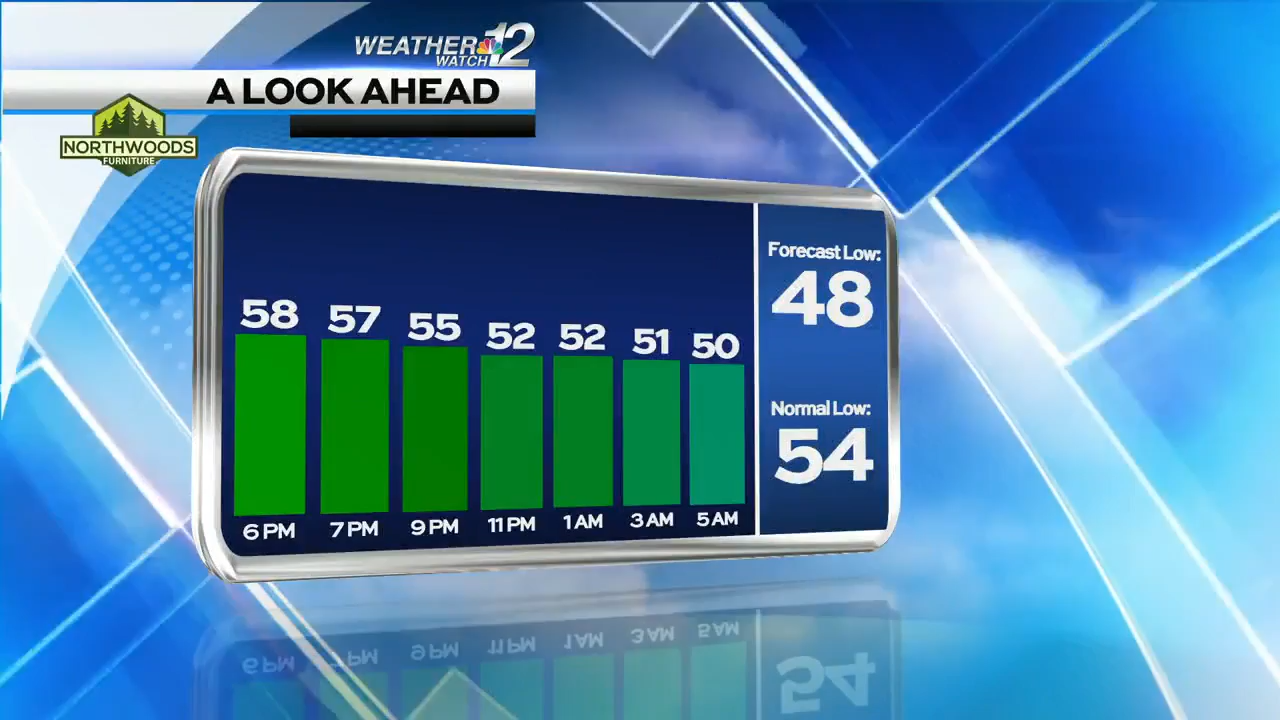 WEATHER 12
WATCH
A LOOK AHEAD
NORTHWOODS
FURNITURE
58 57 55 52 52 51 50
6 PM 7 PM 9 PM 11 PM 1 AM 3 AM 5 AM
Forecast Low:
48
Normal Low:
54